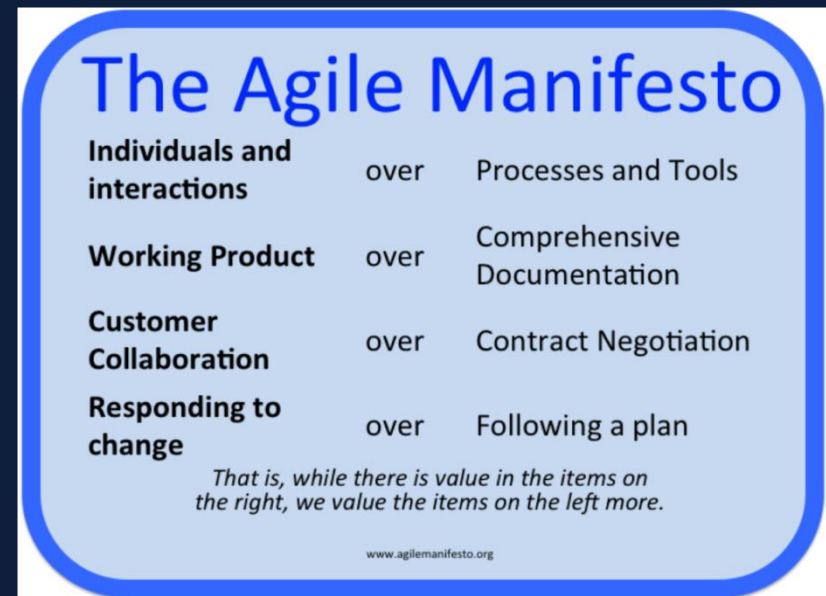 The Agile Manifesto
Individuals and
interactions
over
Processes and Tools
Working Product
over
Comprehensive
Documentation
Customer
Collaboration
over
Contract Negotiation
Responding to
change
over
Following a plan
That is, while there is value in the items on
the right, we value the items on the left more.
www.agilemanifesto.org